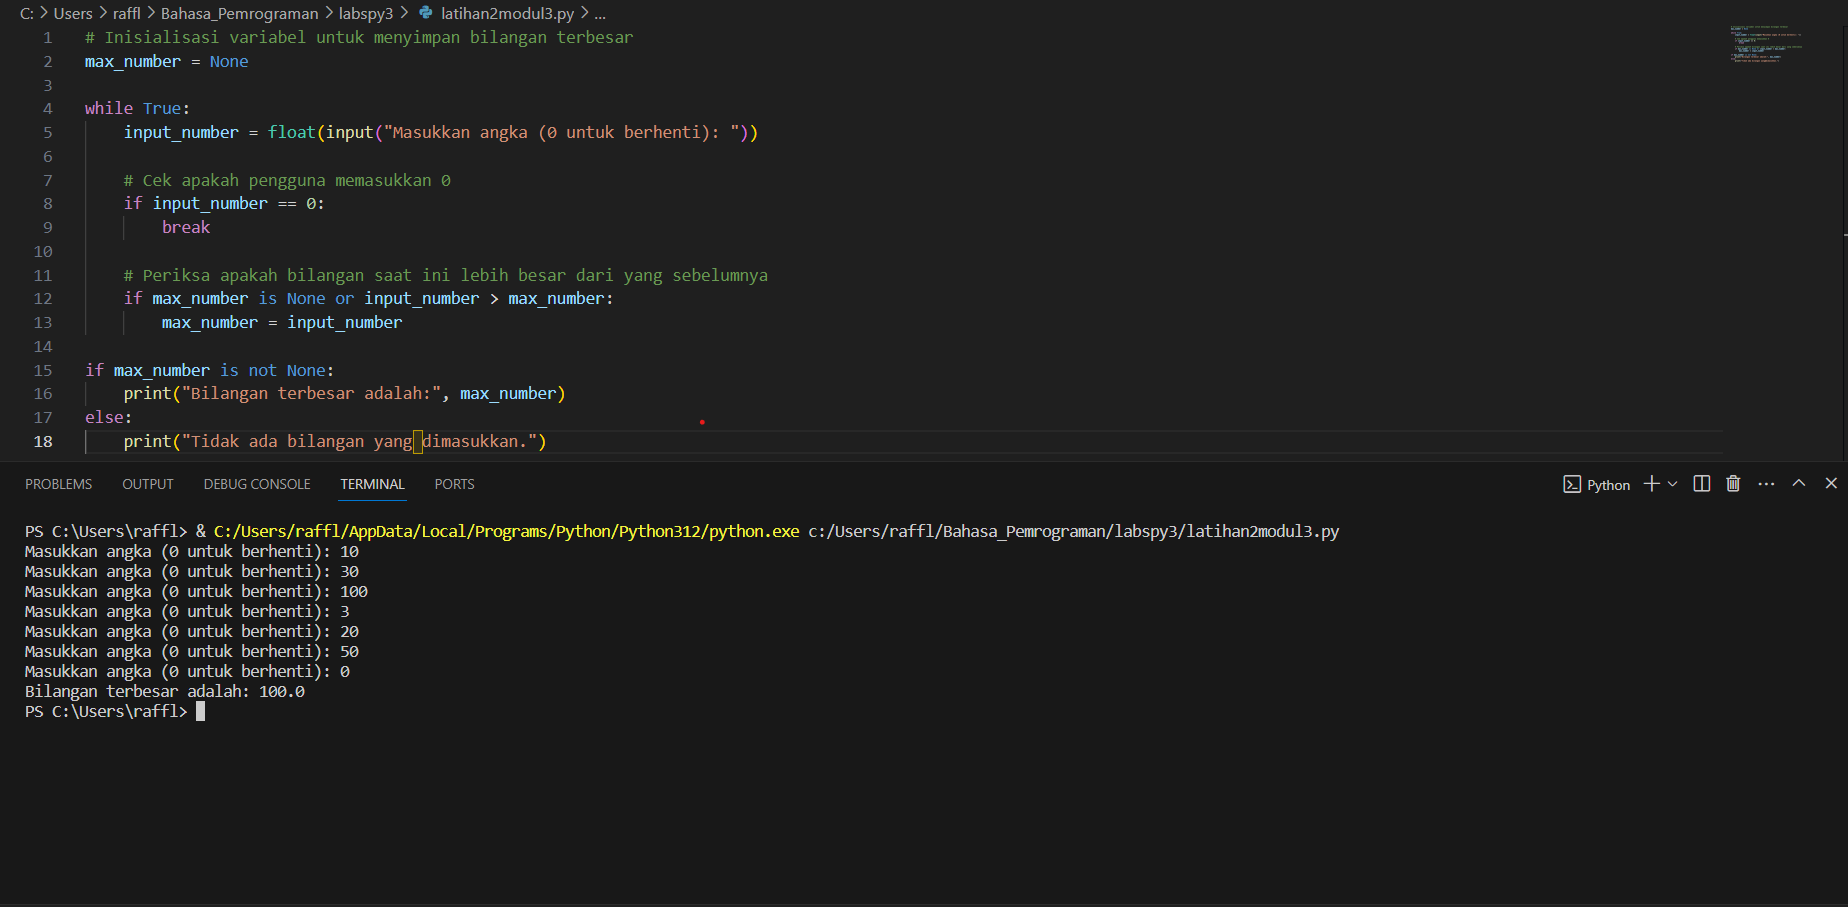 C: > Users > raffl > Bahasa_Pemrograman > labspy3 > latihan2modul3.py > ...
1 # Inisialisasi variabel untuk menyimpan bilangan terbesar
2 max_number = None
3
4 while True:
5     input_number = float(input("Masukkan angka (0 untuk berhenti): "))
6
7     # Cek apakah pengguna memasukkan 0
8     if input_number == 0:
9         break
10
11     # Periksa apakah bilangan saat ini lebih besar dari yang sebelumnya
12     if max_number is None or input_number > max_number:
13         max_number = input_number
14
15 if max_number is not None:
16     print("Bilangan terbesar adalah:", max_number)
17 else:
18     print("Tidak ada bilangan yang dimasukkan.")
PROBLEMS OUTPUT DEBUG CONSOLE TERMINAL PORTS Python
PS C:\Users\raffl> & C:/Users/raffl/AppData/Local/Programs/Python/Python312/python.exe c:/Users/raffl/Bahasa_Pemrograman/labspy3/latihan2modul3.py
Masukkan angka (0 untuk berhenti): 10
Masukkan angka (0 untuk berhenti): 30
Masukkan angka (0 untuk berhenti): 100
Masukkan angka (0 untuk berhenti): 3
Masukkan angka (0 untuk berhenti): 20
Masukkan angka (0 untuk berhenti): 50
Masukkan angka (0 untuk berhenti): 0
Bilangan terbesar adalah: 100.0
PS C:\Users\raffl>